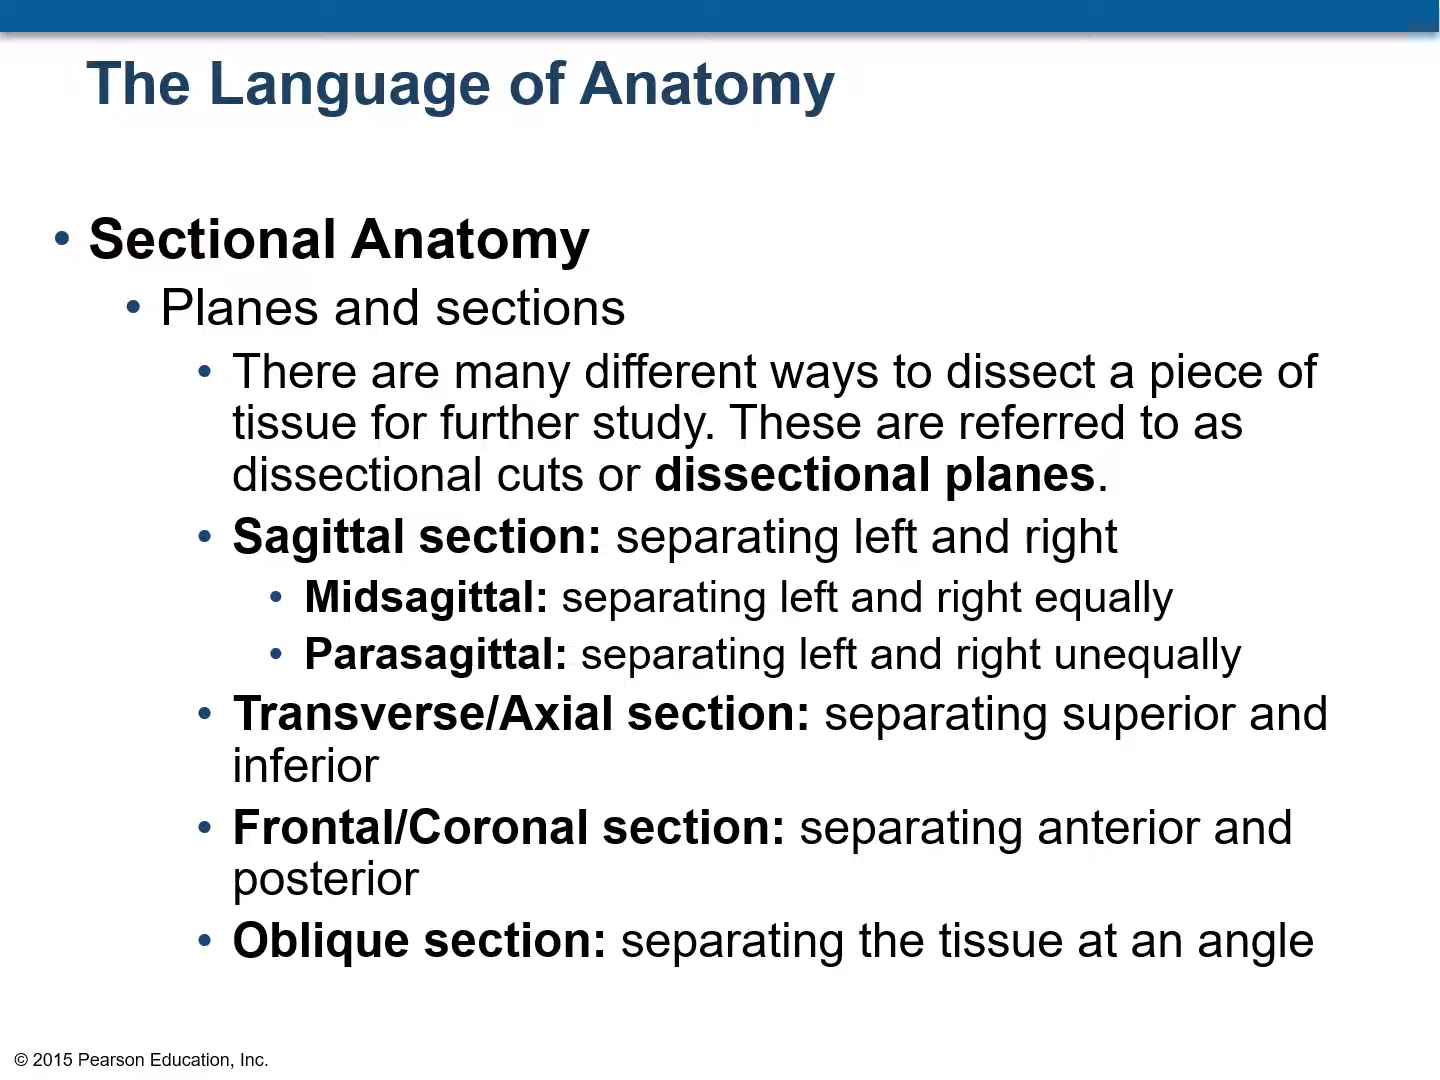 The Language of Anatomy
• Sectional Anatomy
• Planes and sections
• There are many different ways to dissect a piece of
tissue for further study. These are referred to as
dissectional cuts or dissectional planes.
• Sagittal section: separating left and right
• Midsagittal: separating left and right equally
• Parasagittal: separating left and right unequally
• Transverse/Axial section: separating superior and
inferior
• Frontal/Coronal section: separating anterior and
posterior
• Oblique section: separating the tissue at an angle
© 2015 Pearson Education, Inc.